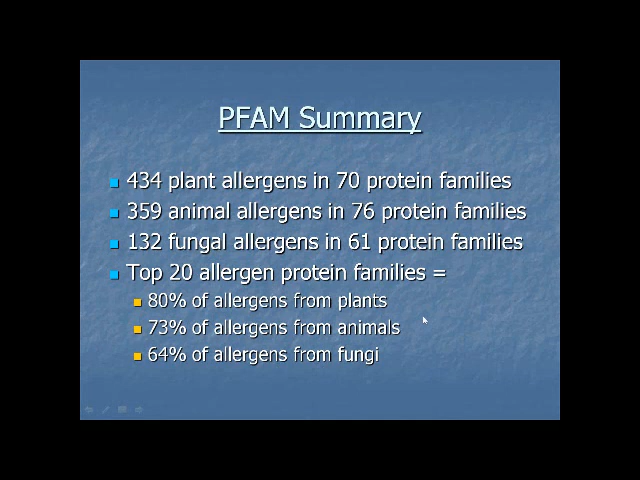 PFAM Summary
434 plant allergens in 70 protein families
359 animal allergens in 76 protein families
132 fungal allergens in 61 protein families
Top 20 allergen protein families =
80% of allergens from plants
73% of allergens from animals
64% of allergens from fungi